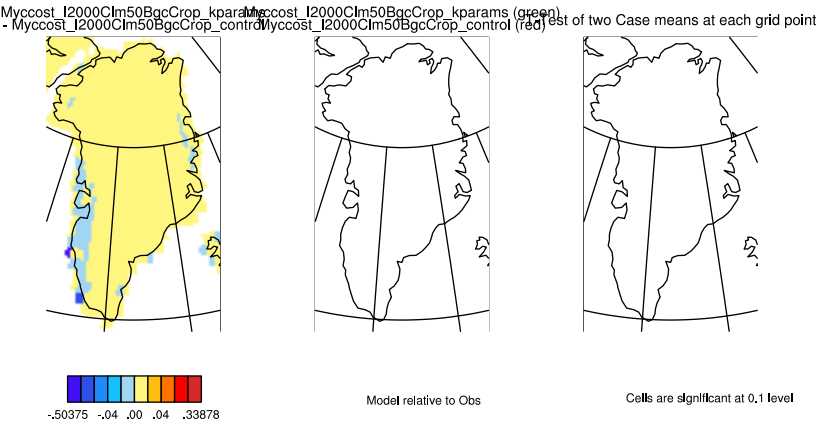 Myccost_I2000Clm50BgcCrop_kparams
- Myccost_I2000Clm50BgcCrop_control
Myccost_I2000Clm50BgcCrop_kparams (green)
Myccost_I2000Clm50BgcCrop_control (red)
T-Test of two Case means at each grid point
-.50375 -.04 .00 .04 .33878
Model relative to Obs
Cells are significant at 0.1 level